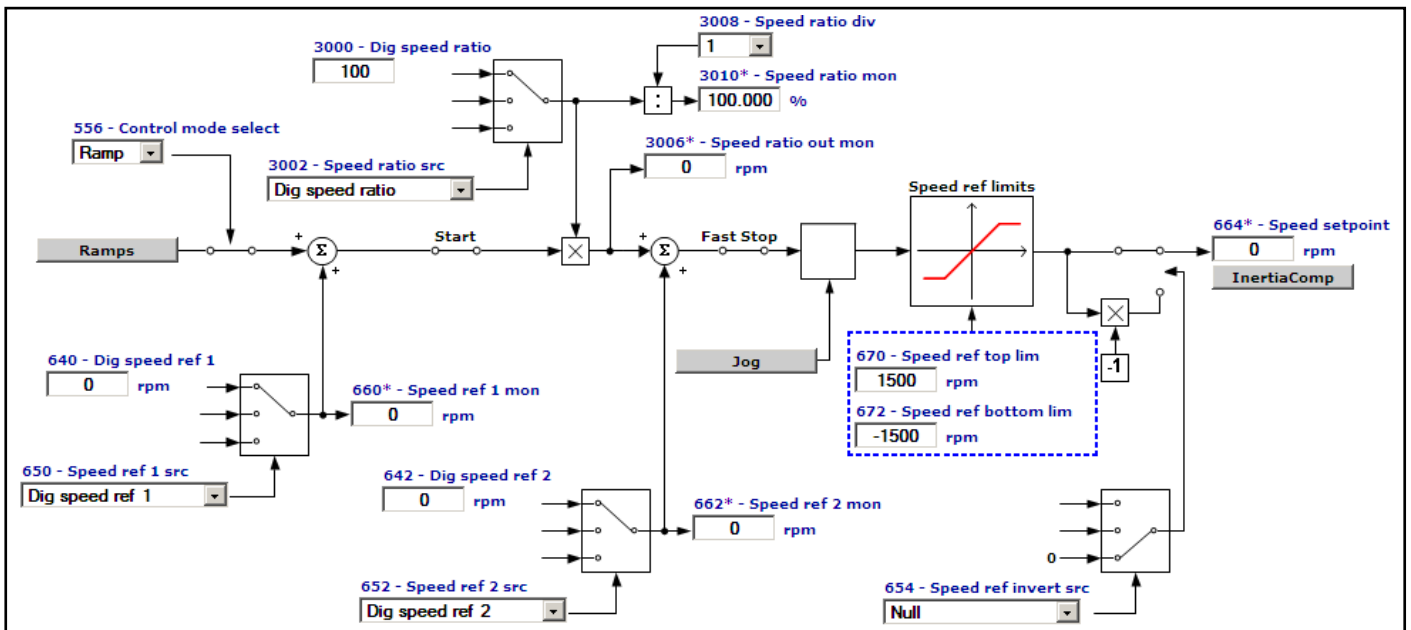 3008 - Speed ratio div
1
3000 - Dig speed ratio
100
3010* - Speed ratio mon
:
100.000 %
556 - Control mode select
Ramp
3006* - Speed ratio out mon
0 rpm
3002 - Speed ratio src
Dig speed ratio
Speed ref limits
664* - Speed setpoint
0 rpm
InertiaComp
Ramps
+
Σ
+
Start
×
+
Σ
+
Fast Stop
×
-1
Jog
640 - Dig speed ref 1
0 rpm
660* - Speed ref 1 mon
0 rpm
670 - Speed ref top lim
1500 rpm
672 - Speed ref bottom lim
-1500 rpm
650 - Speed ref 1 src
Dig speed ref 1
642 - Dig speed ref 2
0 rpm
662* - Speed ref 2 mon
0 rpm
0
652 - Speed ref 2 src
Dig speed ref 2
654 - Speed ref invert src
Null